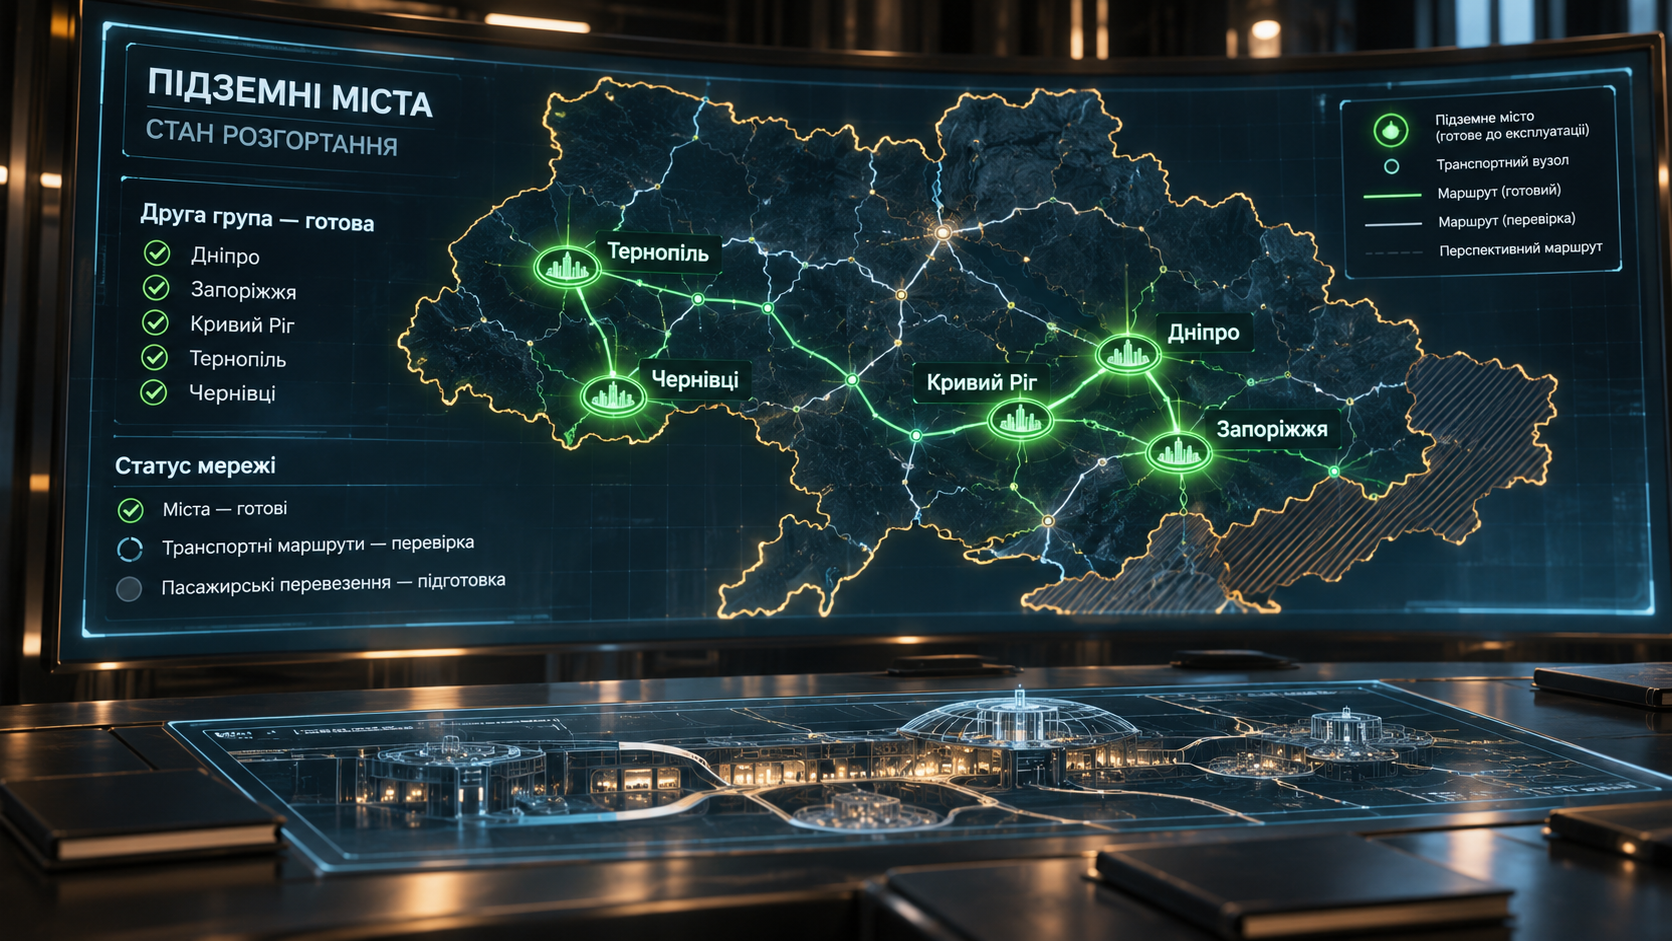 ПІДЗЕМНІ МІСТА
СТАН РОЗГОРТАННЯ
Друга група — готова
Дніпро
Запоріжжя
Кривий Ріг
Тернопіль
Чернівці
Статус мережі
Міста — готові
Транспортні маршрути — перевірка
Пасажирські перевезення — підготовка
Тернопіль
Чернівці
Кривий Ріг
Дніпро
Запоріжжя
Підземне місто
(готове до експлуатації)
Транспортний вузол
Маршрут (готовий)
Маршрут (перевірка)
Перспективний маршрут